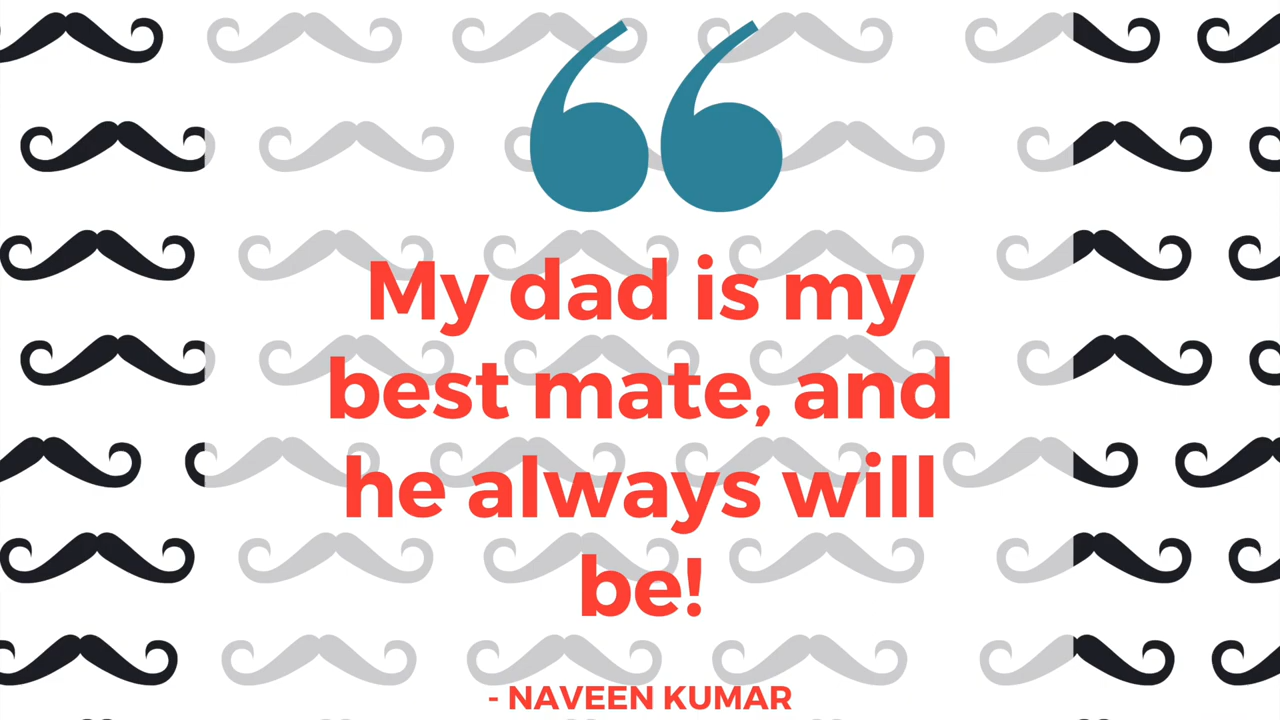 My dad is my
best mate, and
he always will
be!
- NAVEEN KUMAR